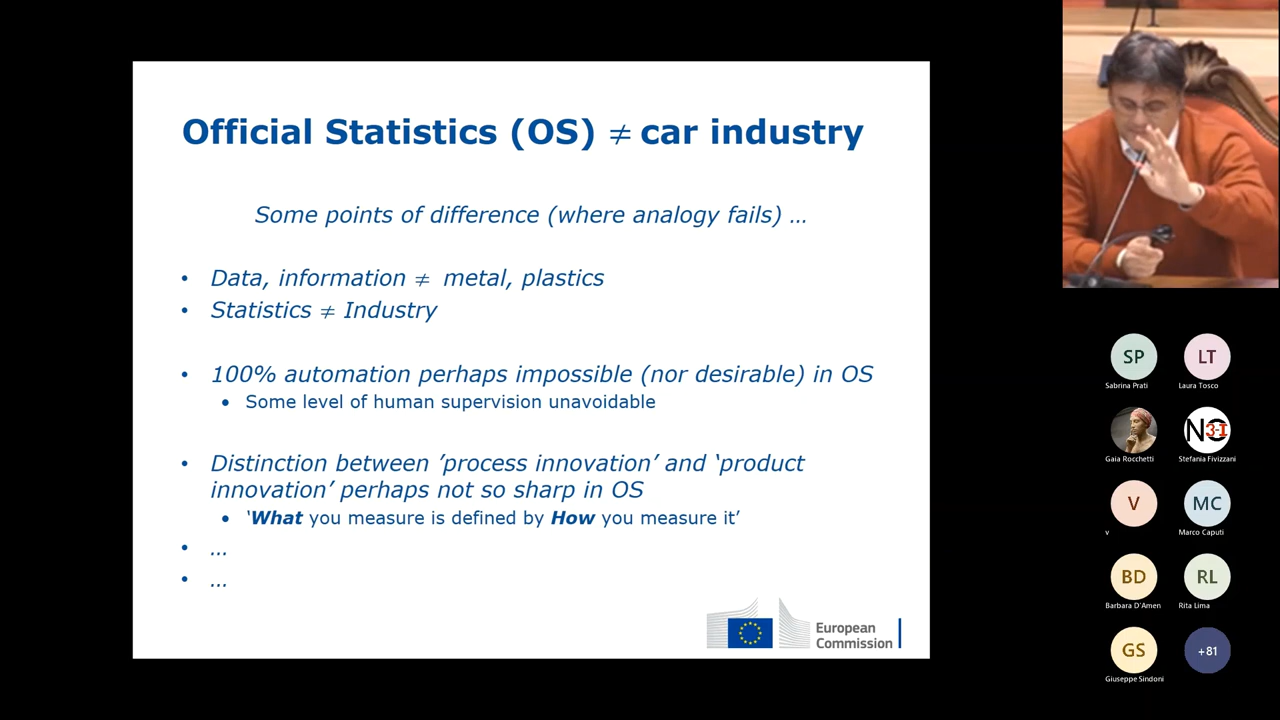 Official Statistics (OS) ≠ car industry
Some points of difference (where analogy fails) …
• Data, information ≠ metal, plastics
• Statistics ≠ Industry
• 100% automation perhaps impossible (nor desirable) in OS
• Some level of human supervision unavoidable
• Distinction between ’process innovation’ and ‘product
innovation’ perhaps not so sharp in OS
• ‘What you measure is defined by How you measure it’
• …
• …
European
Commission
SP
LT
Sabrina Prati
Laura Tosco
N 3-I
Gaia Rocchetti
Stefania Fivizzani
V
MC
v
Marco Caputi
BD
RL
Barbara D'Amen
Rita Lima
GS
+81
Giuseppe Sindoni